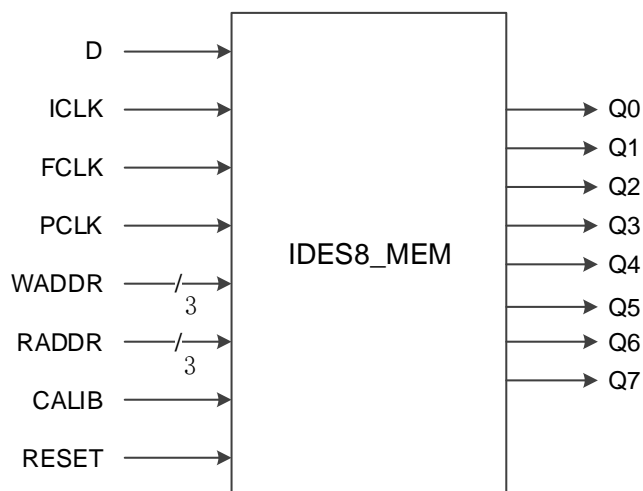 D
ICLK
FCLK
PCLK
WADDR
/
3
RADDR
/
3
CALIB
RESET
IDES8_MEM
Q0
Q1
Q2
Q3
Q4
Q5
Q6
Q7